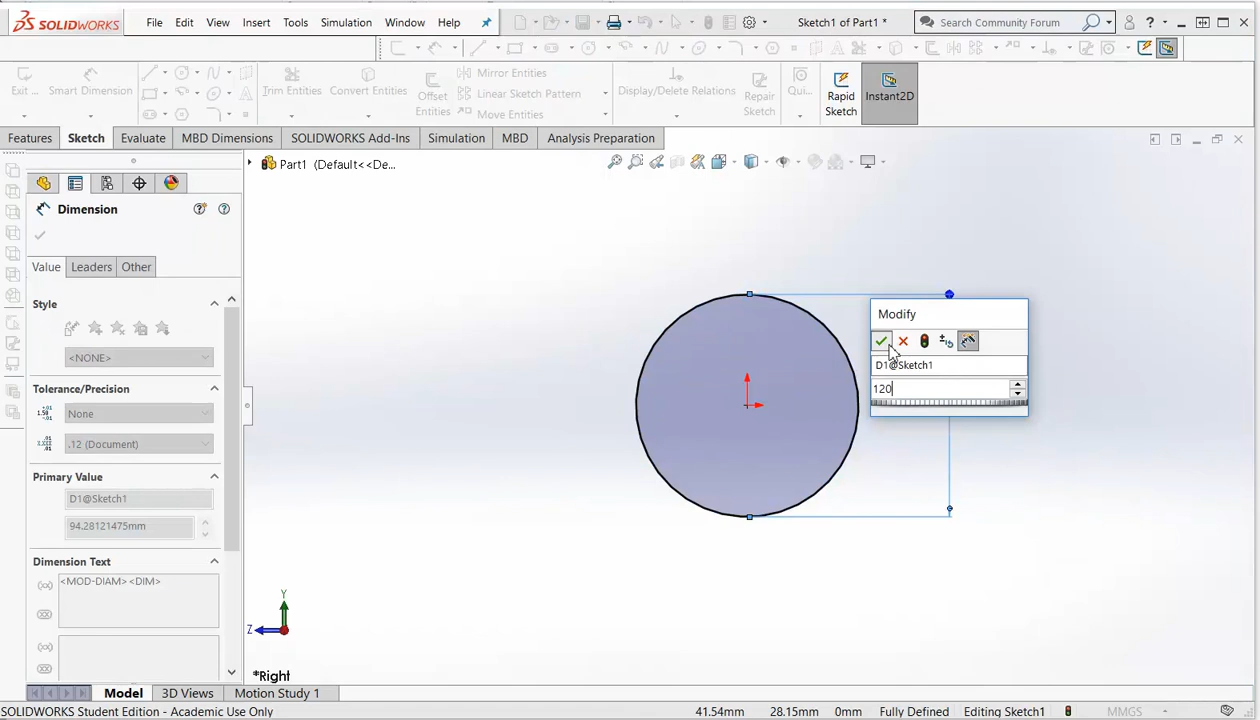 SOLIDWORKS File Edit View Insert Tools Simulation Window Help Sketch1 of Part1 * Search Community Forum ?
Exit ... Smart Dimension Trim Entities Convert Entities Offset Entities Mirror Entities Linear Sketch Pattern Move Entities Display/Delete Relations Repair Sketch Qui... Rapid Sketch Instant2D
Features Sketch Evaluate MBD Dimensions SOLIDWORKS Add-Ins Simulation MBD Analysis Preparation
Part1 (Default<<De...
Dimension
Value Leaders Other
Style
<NONE>
Tolerance/Precision
None
.12 (Document)
Primary Value
D1@Sketch1
94.28121475mm
Dimension Text
<MOD-DIAM><DIM>
Modify
D1@Sketch1
120
Y
Z
*Right
Model 3D Views Motion Study 1
SOLIDWORKS Student Edition - Academic Use Only 41.54mm 28.15mm 0mm Fully Defined Editing Sketch1 MMGS -